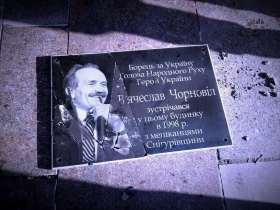 Борець за Україну
Голова Народного Руху
Герой України
В'ячеслав Чорновіл
зустрічався
у цьому будинку
в 1998 р.
з мешканцями
Снігурівщини